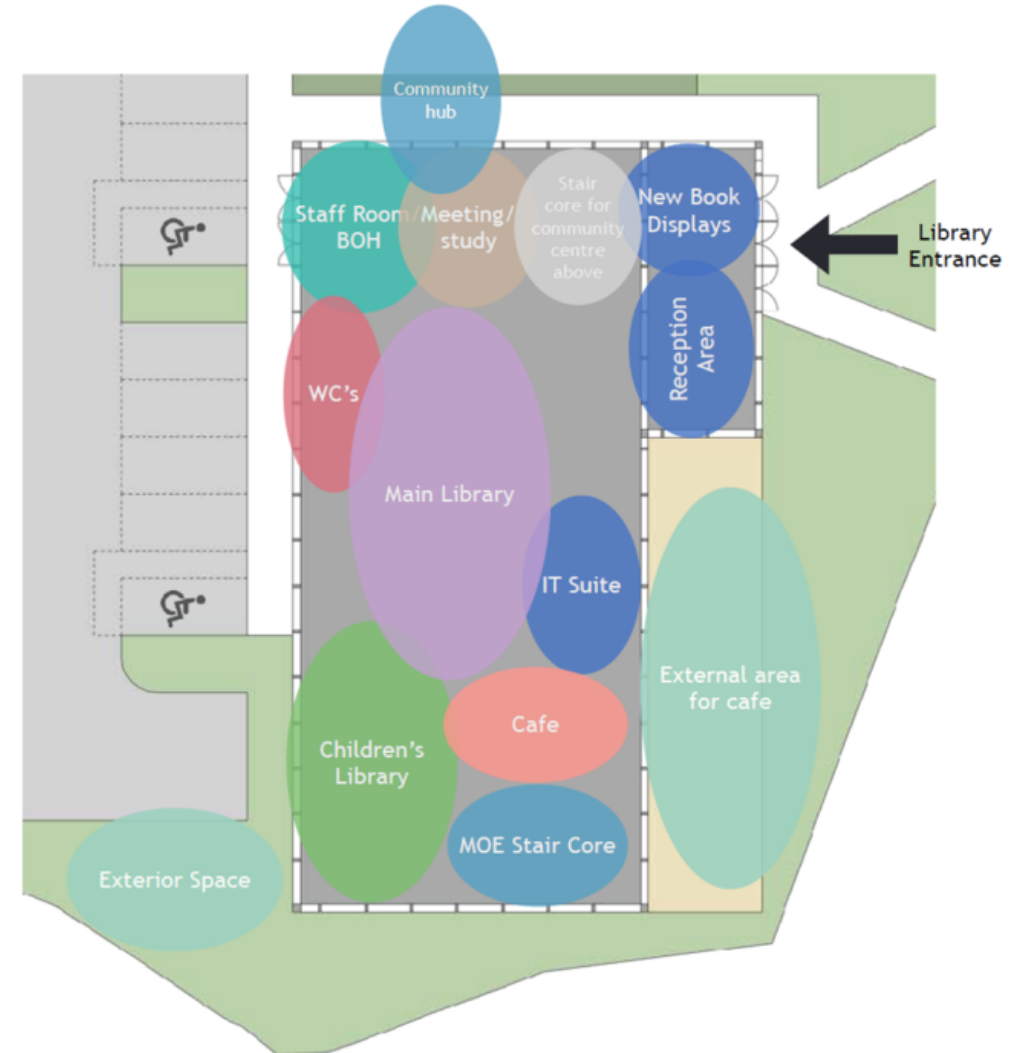 Community
hub
Staff Room/
BOH
Meeting/
study
Stair
core for
community
centre
above
New Book
Displays
Library
Entrance
Reception
Area
WC's
Main Library
IT Suite
External area
for cafe
Cafe
Children's
Library
MOE Stair Core
Exterior Space